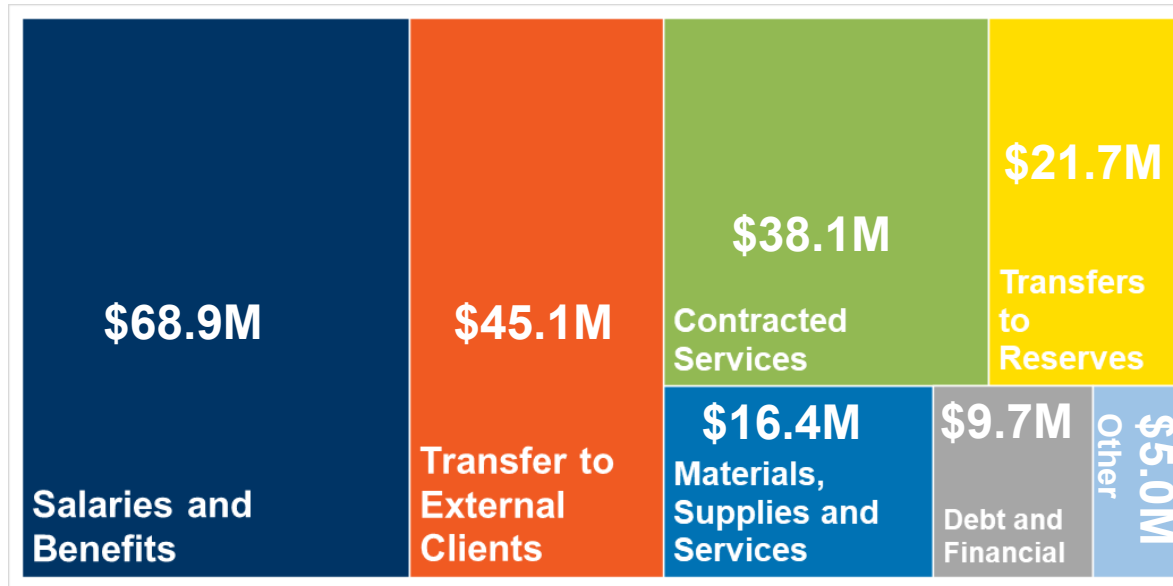 $68.9M
Salaries and
Benefits
$45.1M
Transfer to
External
Clients
$38.1M
Contracted
Services
$21.7M
Transfers
to
Reserves
$16.4M
Materials,
Supplies and
Services
$9.7M
Debt and
Financial
$5.0M
Other